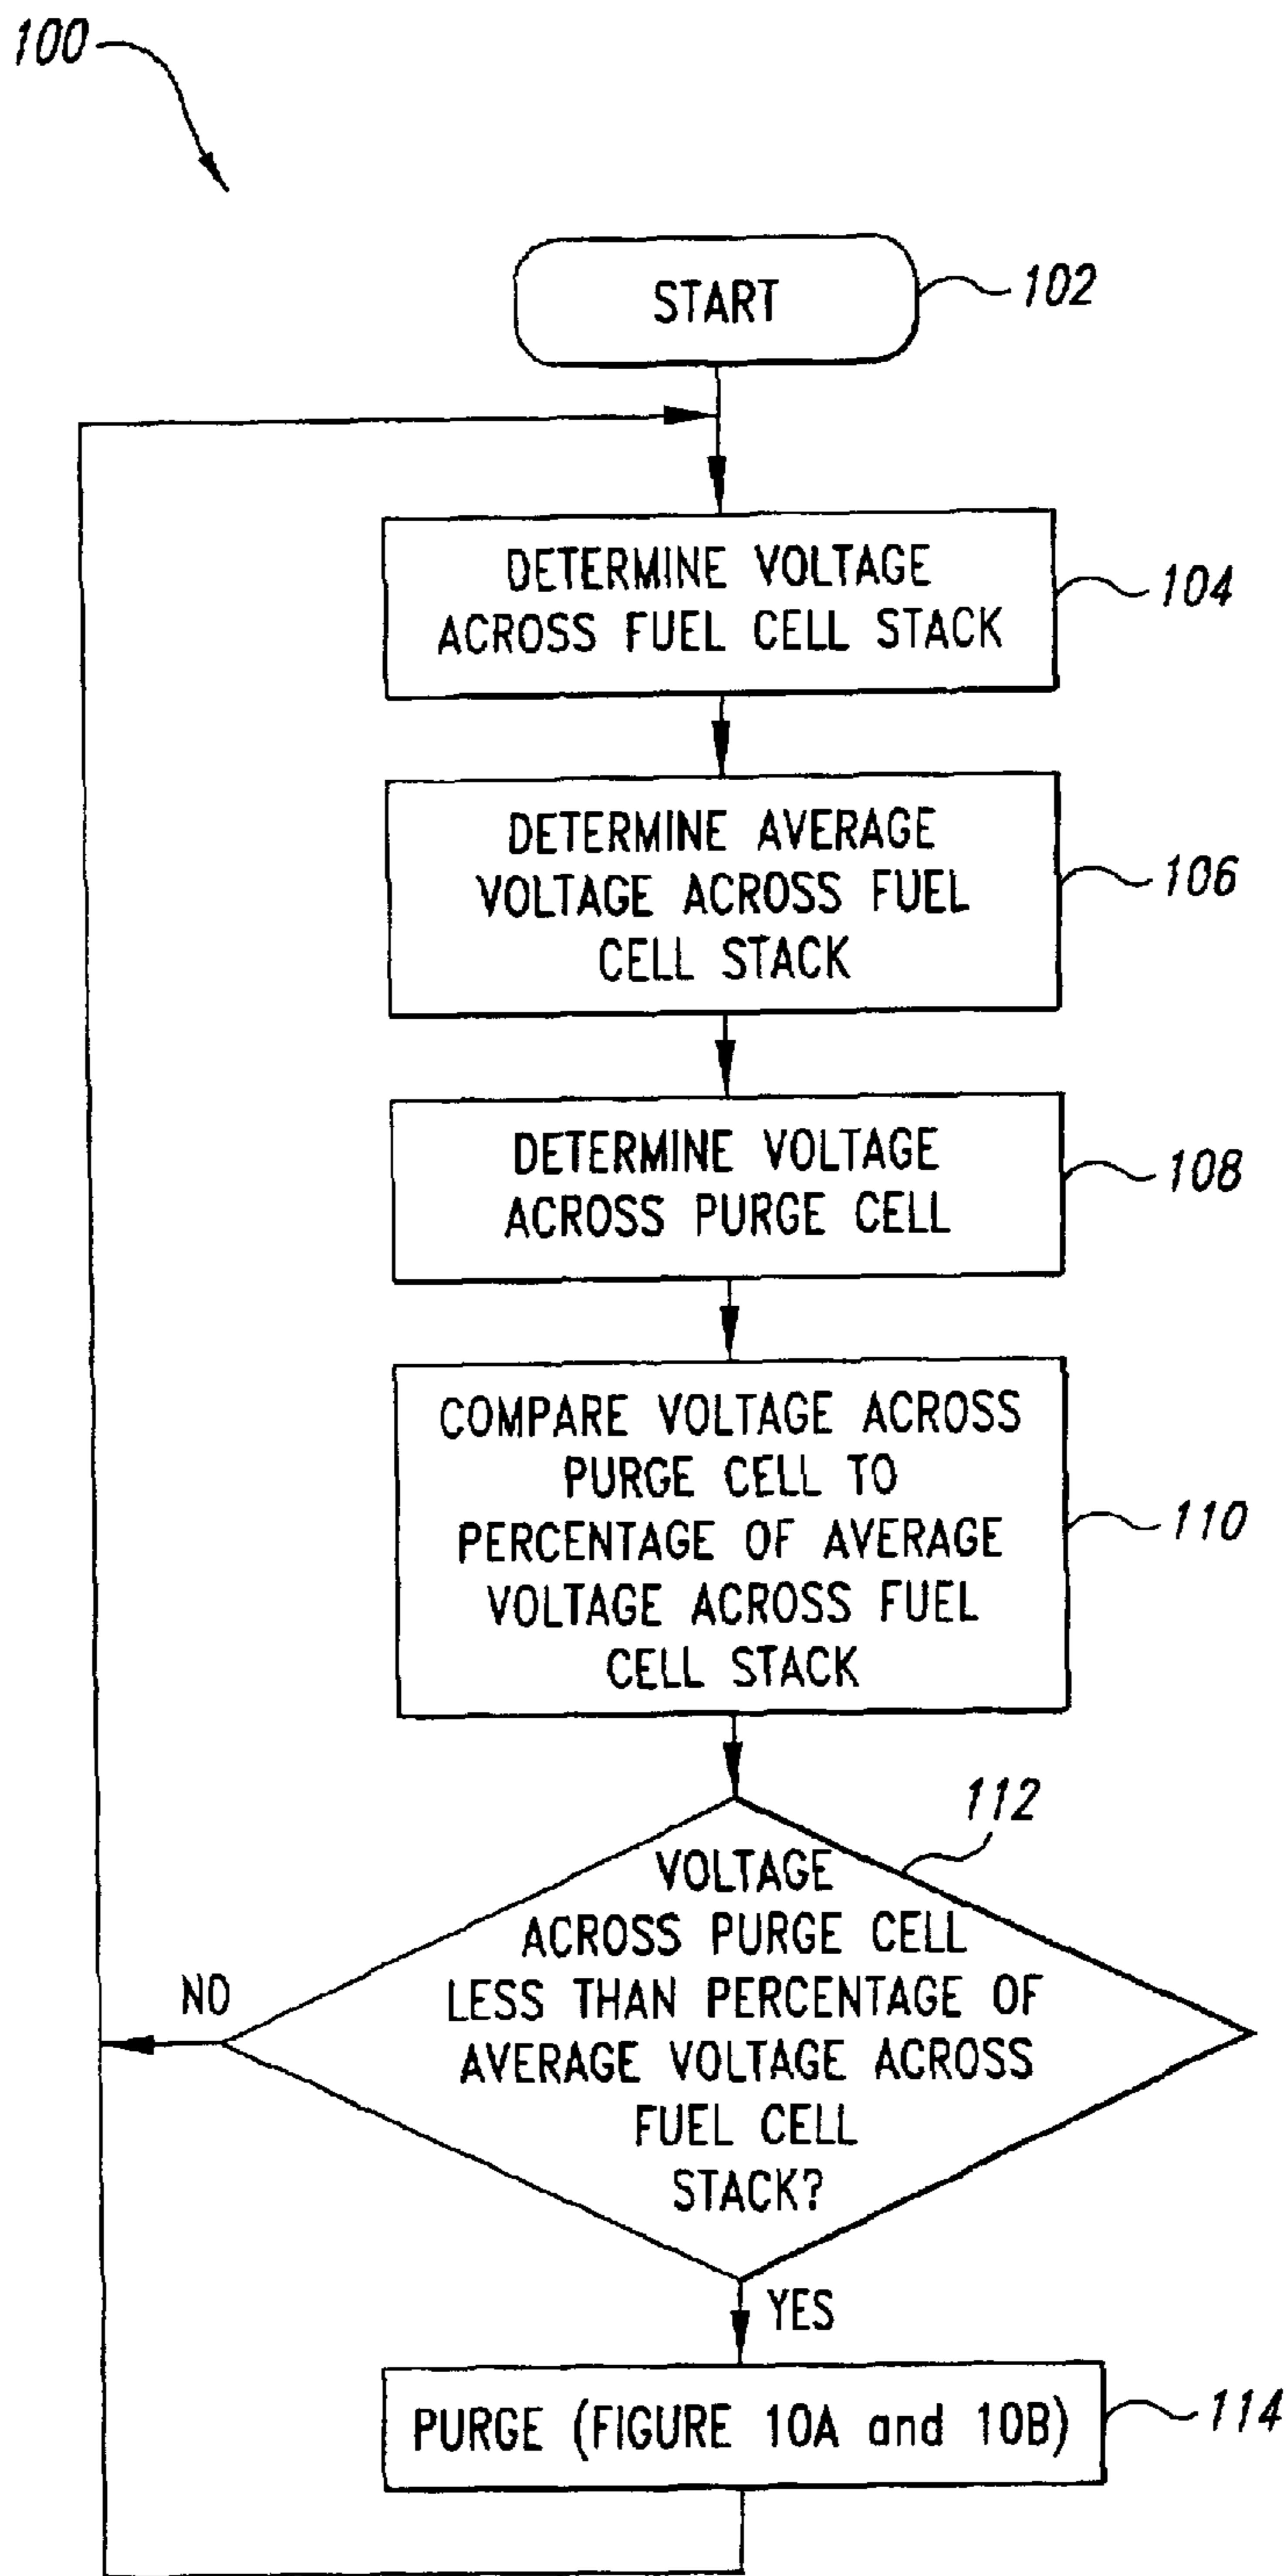 100
START
102
DETERMINE VOLTAGE
ACROSS FUEL CELL STACK
104
DETERMINE AVERAGE
VOLTAGE ACROSS FUEL
CELL STACK
106
DETERMINE VOLTAGE
ACROSS PURGE CELL
108
COMPARE VOLTAGE ACROSS
PURGE CELL TO
PERCENTAGE OF AVERAGE
VOLTAGE ACROSS FUEL
CELL STACK
110
112
VOLTAGE
ACROSS PURGE CELL
LESS THAN PERCENTAGE OF
AVERAGE VOLTAGE ACROSS
FUEL CELL
STACK?
NO
YES
PURGE (FIGURE 10A and 10B)
114